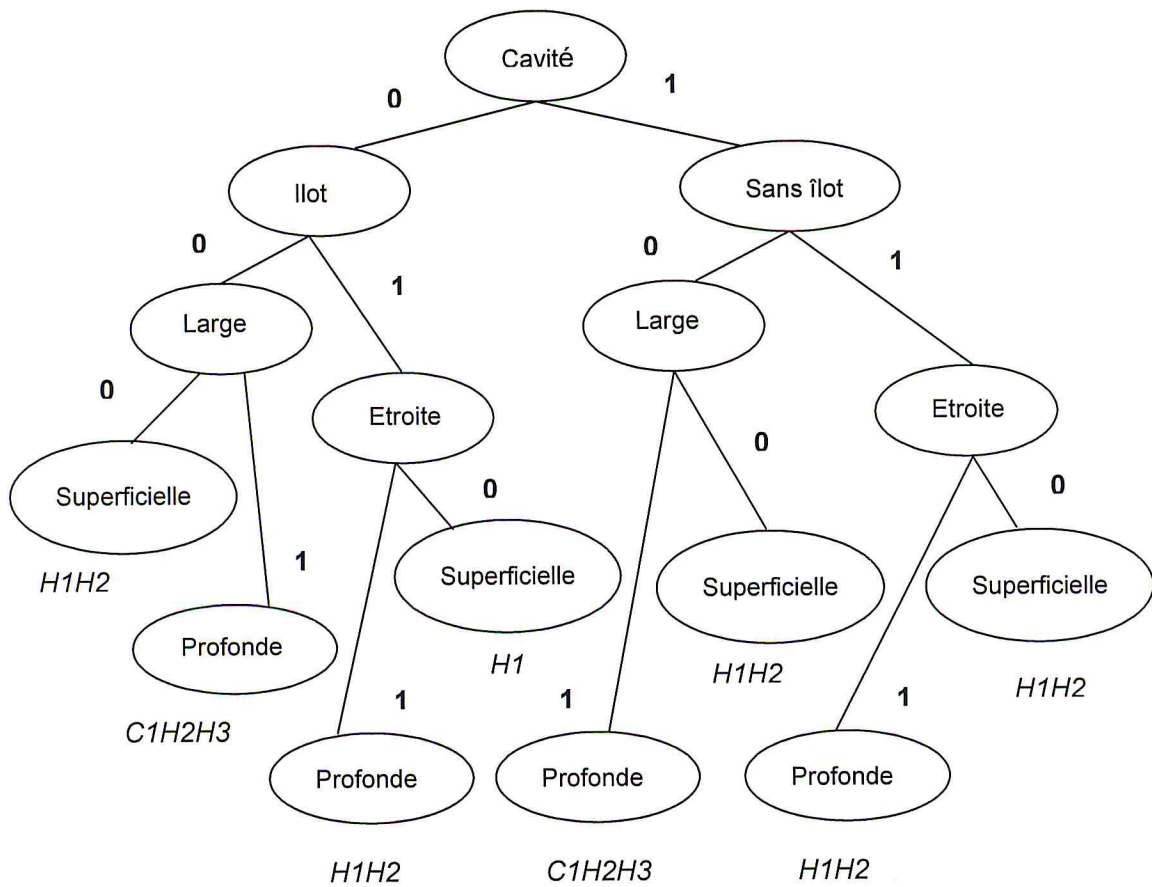 Cavité
0 1
Ilot Sans îlot
0 1 0 1
Large Large
0 Etroite Etroite
0 0 0
Superficielle Superficielle Superficielle Superficielle
H1H2 1
Profonde H1 H1H2 H1H2
C1H2H3 1 1 1
Profonde Profonde Profonde
H1H2 C1H2H3 H1H2